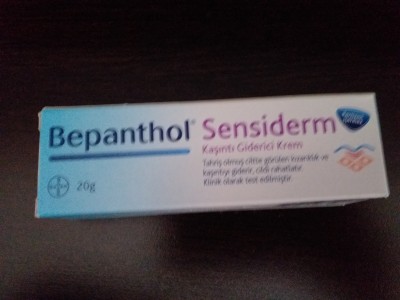 Bepanthol® Sensiderm
Kaşıntı Giderici Krem
Tahriş olmuş ciltte görülen kızarıklık ve
kaşıntıyı giderir, cildi rahatlatır.
Klinik olarak test edilmiştir.
BAYER
20g